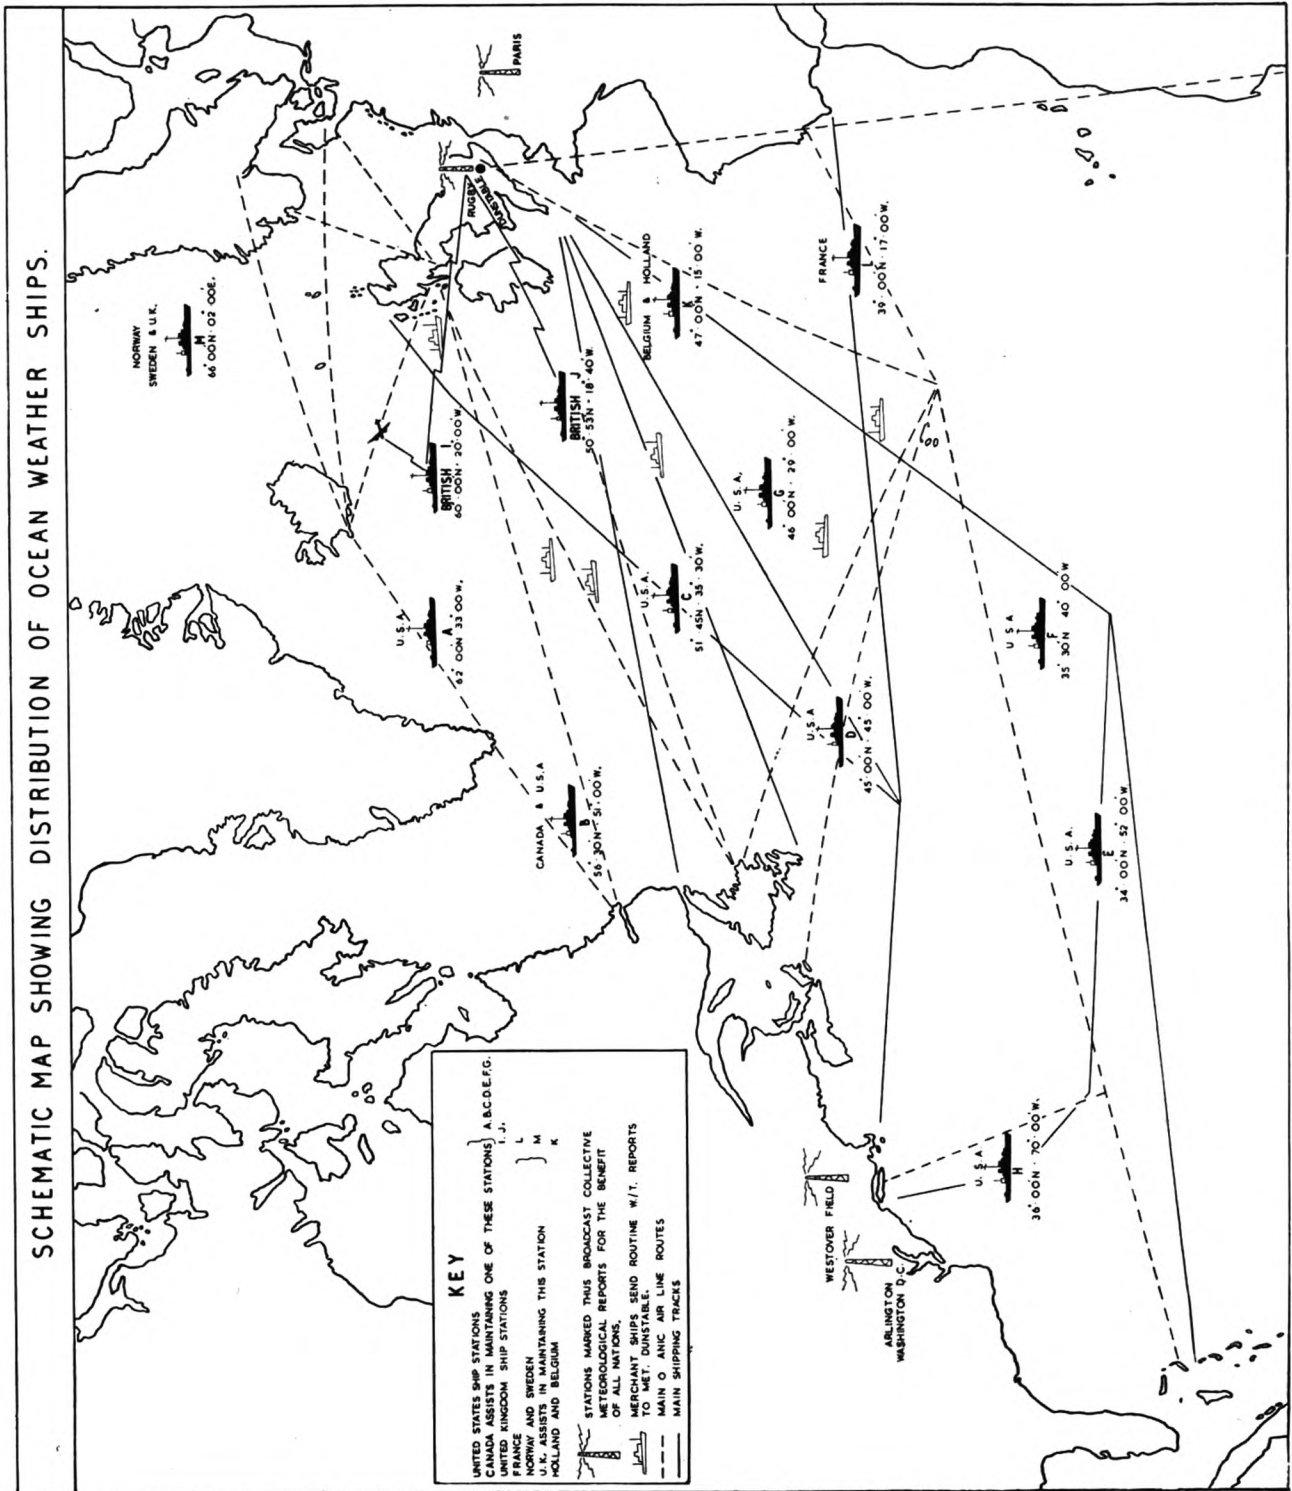 SCHEMATIC MAP SHOWING DISTRIBUTION OF OCEAN WEATHER SHIPS.
NORWAY
SWEDEN & U.K.
M
66° 00N · 02° 00E.
PARIS
RUGBY
DUNSTABLE
BRITISH I
60° 00N · 20° 00W.
BRITISH J
50° 53N · 18° 40W.
BELGIUM & HOLLAND
K
47° 00N · 15° 00W.
FRANCE
L
39° 00N · 17° 00W.
U.S.A
A
62° 00N 33° 00W.
CANADA & U.S.A
B
56° 30N · 51° 00W.
U.S.A.
C
51° 45N · 35° 30W.
U.S.A.
G
46° 00N · 29° 00W.
U.S.A
D
45° 00N · 45° 00W.
U.S.A
F
35° 30N 40° 00W
U.S.A.
E
34° 00N · 52° 00W
U.S.A
H
36° 00N · 70° 00W.
WESTOVER FIELD
ARLINGTON
WASHINGTON D.C.
KEY
UNITED STATES SHIP STATIONS
CANADA ASSISTS IN MAINTAINING ONE OF THESE STATIONS } A.B.C.D.E.F.G.
UNITED KINGDOM SHIP STATIONS I. J.
FRANCE L
NORWAY AND SWEDEN
U.K. ASSISTS IN MAINTAINING THIS STATION } M
HOLLAND AND BELGIUM K
STATIONS MARKED THUS BROADCAST COLLECTIVE
METEOROLOGICAL REPORTS FOR THE BENEFIT
OF ALL NATIONS.
MERCHANT SHIPS SEND ROUTINE W/T. REPORTS
TO MET. DUNSTABLE.
MAIN O ANIC AIR LINE ROUTES
MAIN SHIPPING TRACKS